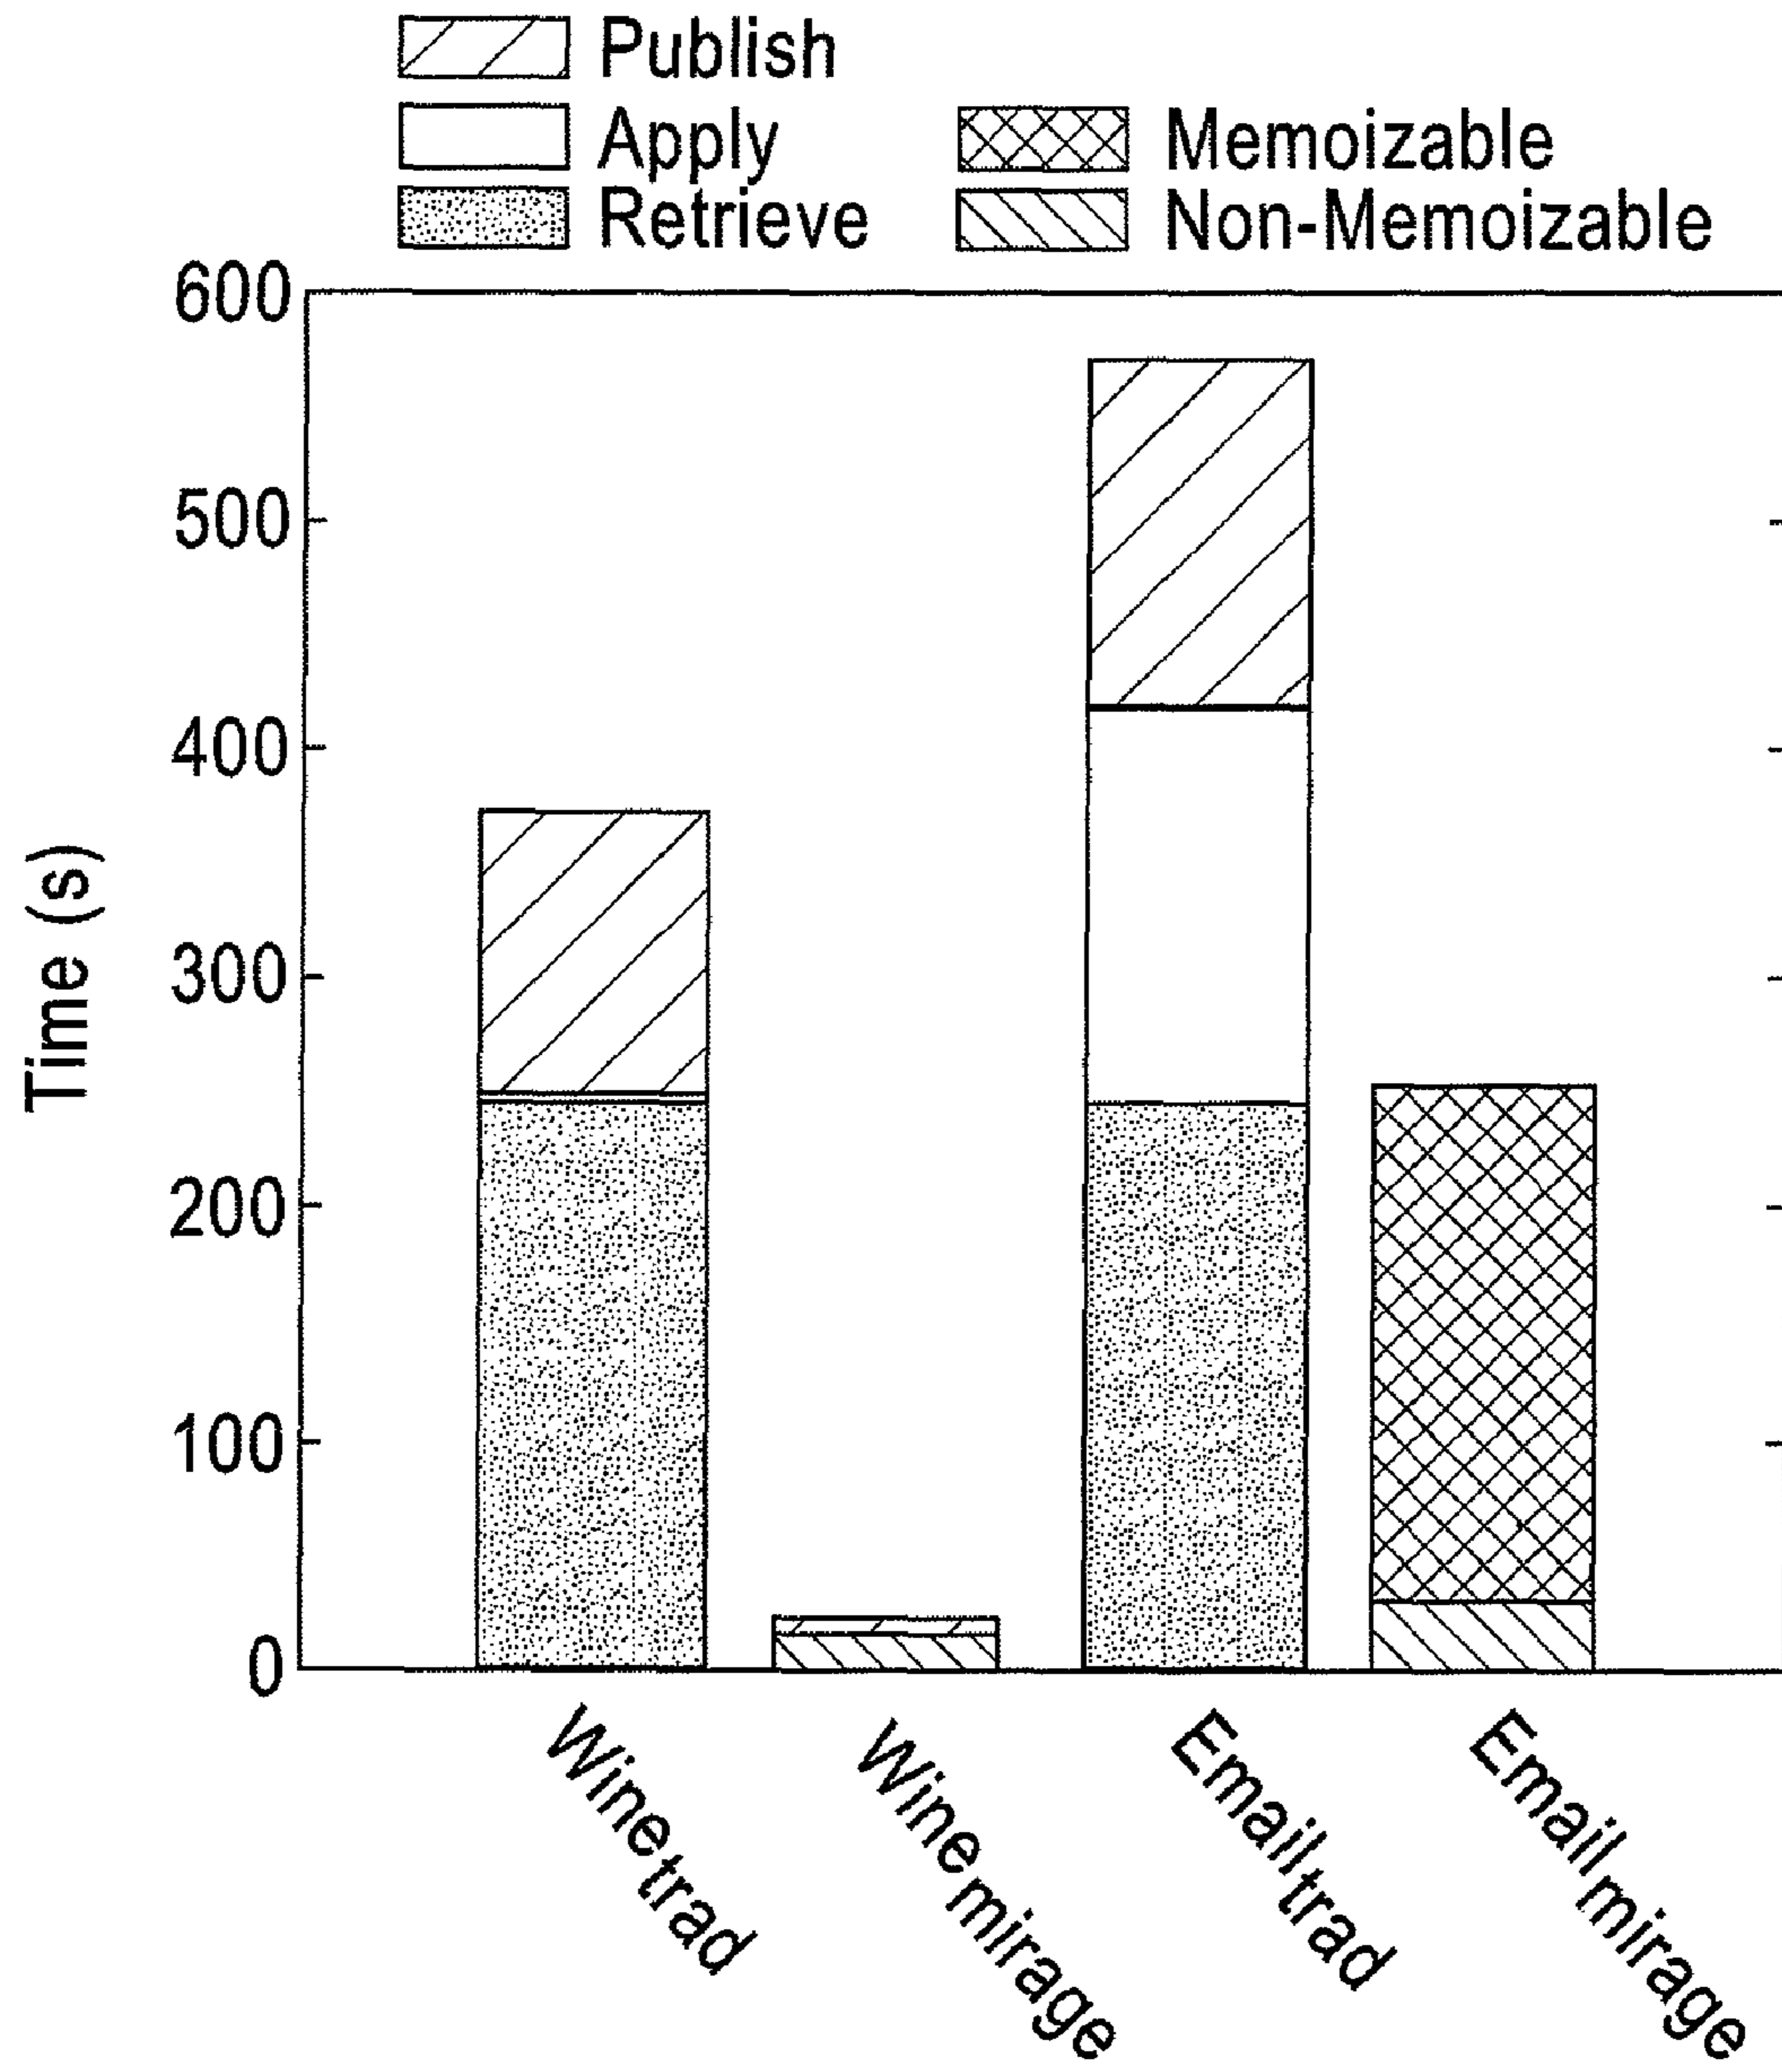 Publish
Apply
Memoizable
Retrieve
Non-Memoizable
600
500
400
300
200
100
0
Time (s)
Wine trad
Wine mirage
Email trad
Email mirage